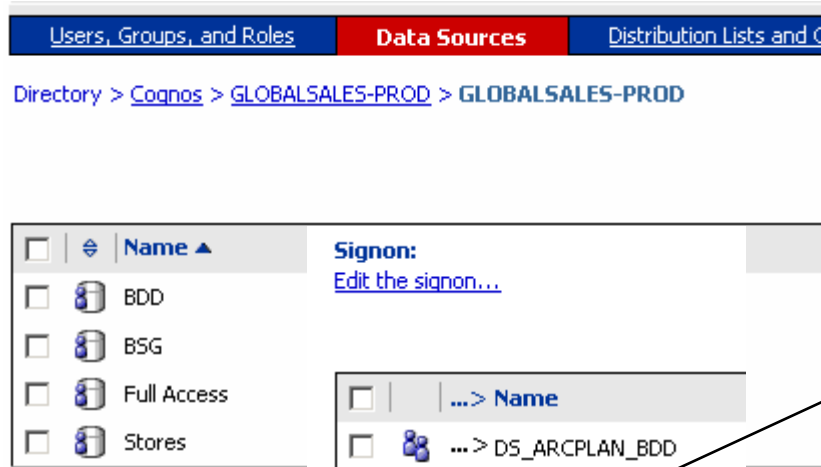 Users, Groups, and Roles Data Sources Distribution Lists and
Directory > Cognos > GLOBALSALES-PROD > GLOBALSALES-PROD
Name
Signon:
Edit the signon...
BDD
BSG
Full Access
Stores
...> Name
...> DS_ARCPLAN_BDD